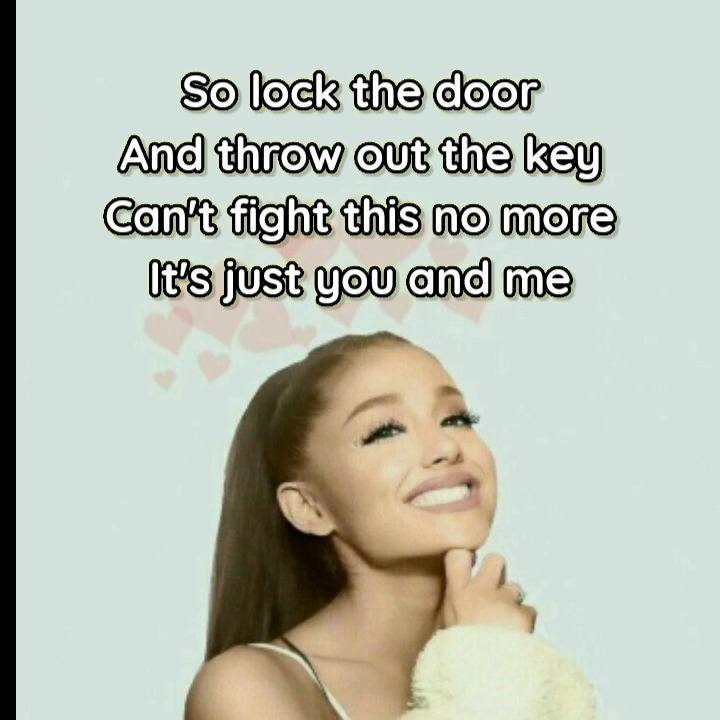 So lock the door
And throw out the key
Can't fight this no more
It's just you and me